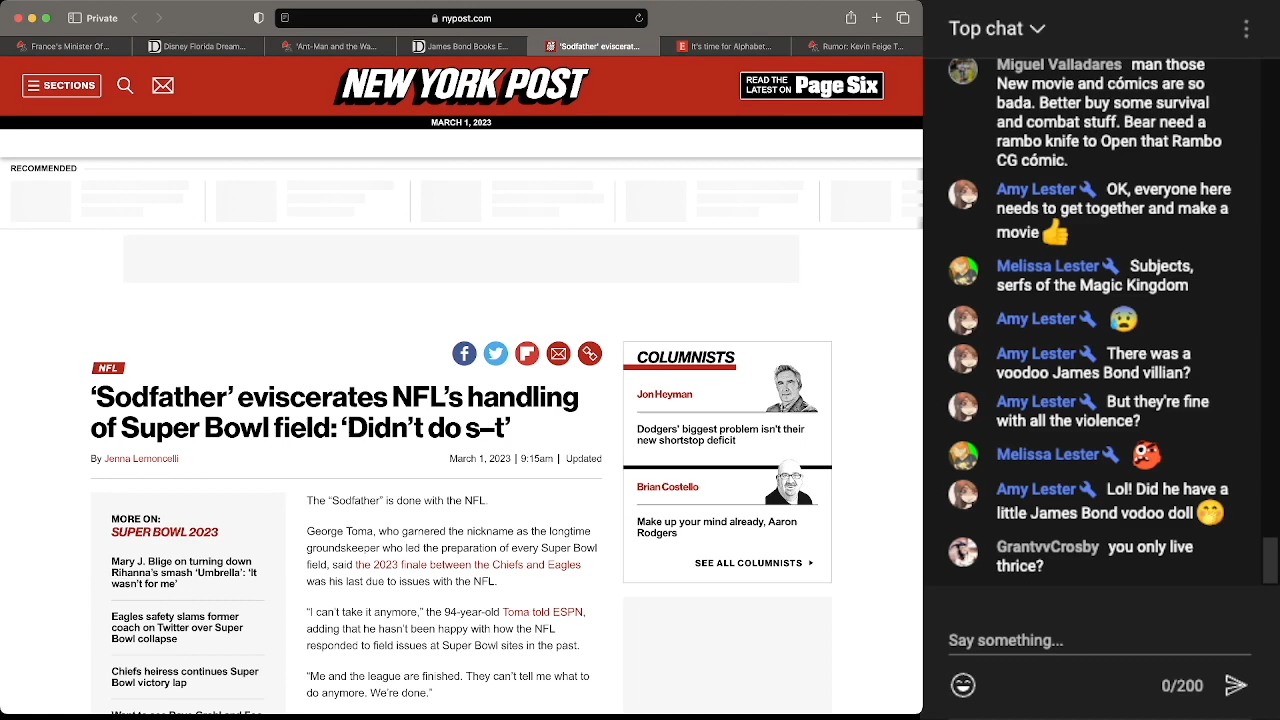 Private
nypost.com
France's Minister Of...
Disney Florida Dream...
'Ant-Man and the Wa...
James Bond Books E...
'Sodfather' eviscerat...
It's time for Alphabet...
Rumor: Kevin Feige T...
SECTIONS
NEW YORK POST
READ THE
LATEST ON
Page Six
MARCH 1, 2023
RECOMMENDED
NFL
‘Sodfather’ eviscerates NFL’s handling
of Super Bowl field: ‘Didn’t do s–t’
By Jenna Lemoncelli
March 1, 2023 | 9:15am | Updated
MORE ON:
SUPER BOWL 2023
Mary J. Blige on turning down
Rihanna's smash 'Umbrella': 'It
wasn't for me'
Eagles safety slams former
coach on Twitter over Super
Bowl collapse
Chiefs heiress continues Super
Bowl victory lap
The “Sodfather” is done with the NFL.
George Toma, who garnered the nickname as the longtime
groundskeeper who led the preparation of every Super Bowl
field, said the 2023 finale between the Chiefs and Eagles
was his last due to issues with the NFL.
“I can’t take it anymore,” the 94-year-old Toma told ESPN,
adding that he hasn’t been happy with how the NFL
responded to field issues at Super Bowl sites in the past.
“Me and the league are finished. They can’t tell me what to
do anymore. We’re done.”
COLUMNISTS
Jon Heyman
Dodgers' biggest problem isn't their
new shortstop deficit
Brian Costello
Make up your mind already, Aaron
Rodgers
SEE ALL COLUMNISTS
Top chat
Miguel Valladares man those
New movie and cómics are so
bada. Better buy some survival
and combat stuff. Bear need a
rambo knife to Open that Rambo
CG cómic.
Amy Lester OK, everyone here
needs to get together and make a
movie
Melissa Lester Subjects,
serfs of the Magic Kingdom
Amy Lester
Amy Lester There was a
voodoo James Bond villian?
Amy Lester But they're fine
with all the violence?
Melissa Lester
Amy Lester Lol! Did he have a
little James Bond vodoo doll
GrantvvCrosby you only live
thrice?
Say something...
0/200